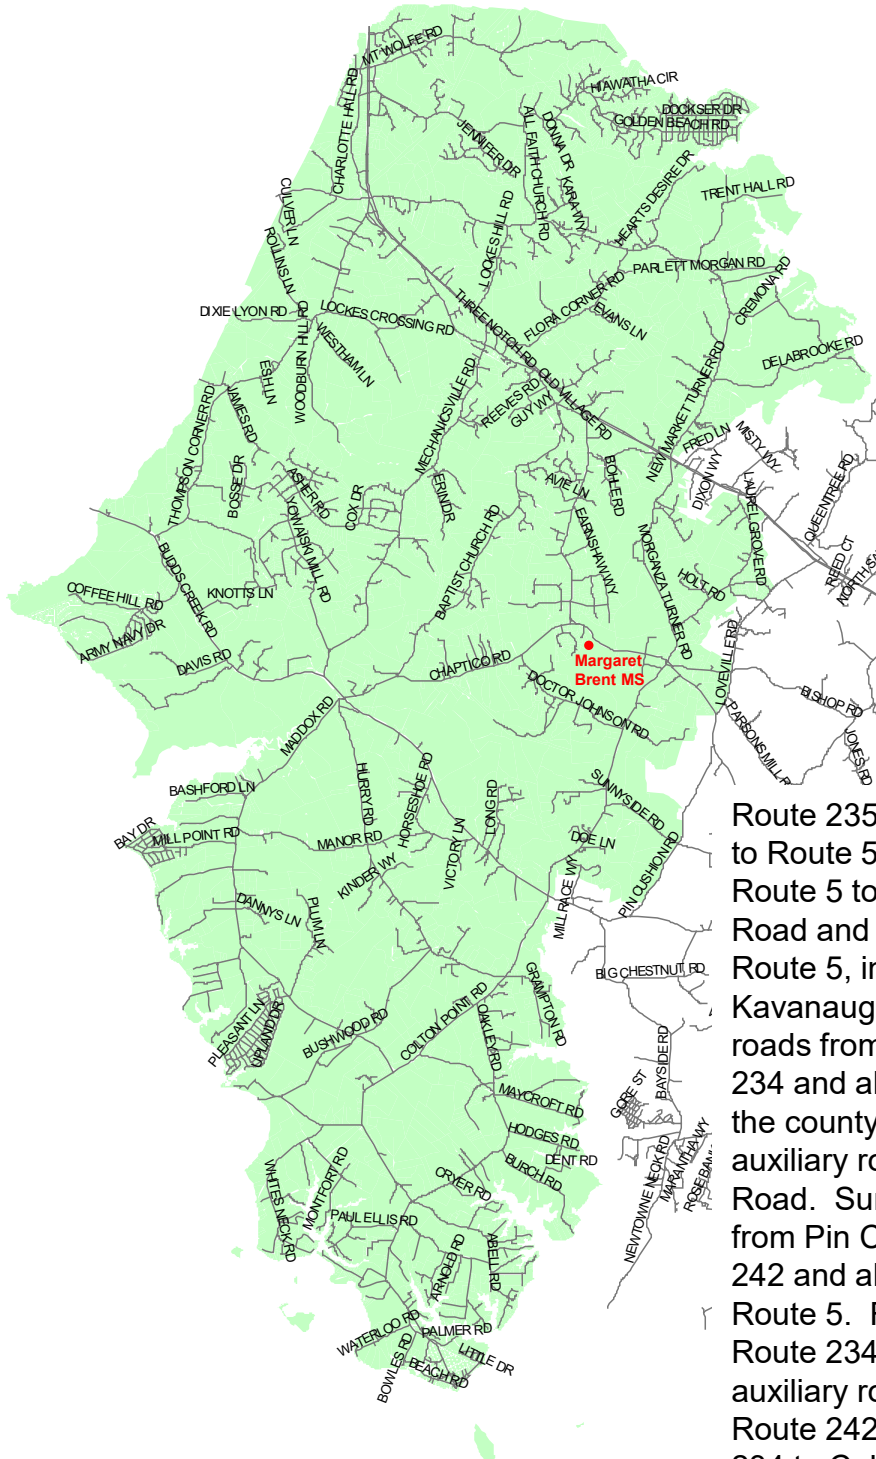 MT WOLFE RD
CHARLOTTE HALL RD
HIAWATHA CIR
DOCKSER DR
GOLDEN BEACH RD
JENNIFER DR
ALL FAITH CHURCH RD
DONNA DR
KARA WY
HEARTS DESIRE DR
TRENT HALL RD
CULVER LN
ROLLINS LN
LOCKES HILL RD
PARLETT MORGAN RD
CREMONA RD
DIXIE LYON RD
LOCKES CROSSING RD
THREE NOTCH RD
FLORA CORNER RD
EVANS LN
WOODBURN HILL RD
WESTHAM LN
DELABROOKE RD
ESH LN
OLD VILLAGE RD
REEVES RD
GUY WY
NEW MARKET TURNER RD
MECHANICSVILLE RD
THOMPSON CORNER RD
JAMES RD
FRED LN
MISTY WY
DIXON WY
BOSSE DR
ASHER RD
COX DR
ERIN DR
AVIE LN
BOHLE RD
LAUREL GROVE RD
QUEENTREE RD
YOWAISKI MILL RD
BAPTIST CHURCH RD
EARNSHAW WY
MORGANZA TURNER RD
REED CT
BUDDS CREEK RD
KNOTTS LN
COFFEE HILL RD
ARMY NAVY DR
HOLT RD
DAVIS RD
CHAPTICO RD
Margaret
Brent MS
LOVEVILLE RD
DOCTOR JOHNSON RD
BISHOP RD
PARSONS MILL R
JONES RD
MADDOX RD
BASHFORD LN
HURRY RD
HORSESHOE RD
LONG RD
SUNNYSIDE RD
BAY DR
MILL POINT RD
MANOR RD
KINDER WY
VICTORY LN
DOE LN
MILL RACE WY
PIN CUSHION RD
DANNYS LN
PLUM LN
BIG CHESTNUT RD
GRAMPTON RD
PLEASANT LN
UPLAND DR
BUSHWOOD RD
COLTON POINT RD
OAKLEY RD
BAYSIDE RD
GORE ST
MAYCROFT RD
HODGES RD
DENT RD
BURCH RD
CRYER RD
NEWTOWNE NECK RD
MARANTHA WY
WHITES NECK RD
MONTFORT RD
PAUL ELLIS RD
ARNOLD RD
ABELL RD
WATERLOO RD
PALMER RD
LITTLE DR
BOWLES RD
BEACH RD
Route 235
to Route 5
Route 5 to
Road and
Route 5, in
Kavanaug
roads from
234 and al
the county
auxiliary ro
Road. Su
from Pin C
242 and al
Route 5.
Route 234
auxiliary ro
Route 242